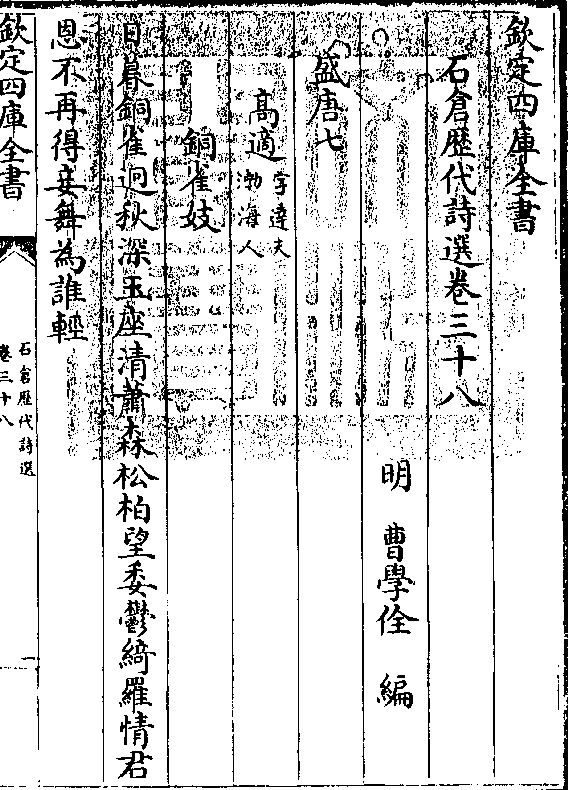 欽定四庫全書
石倉歷代詩選卷三十八
明 曹學佺 編
盛唐七
高適 字達夫
渤海人
銅雀妓
日暮銅雀迥秋深玉座清蕭森松柏望委鬱綺羅情君
恩不再得妾舞為誰輕
欽定四庫全書
石倉歷代詩選
卷三十八
一